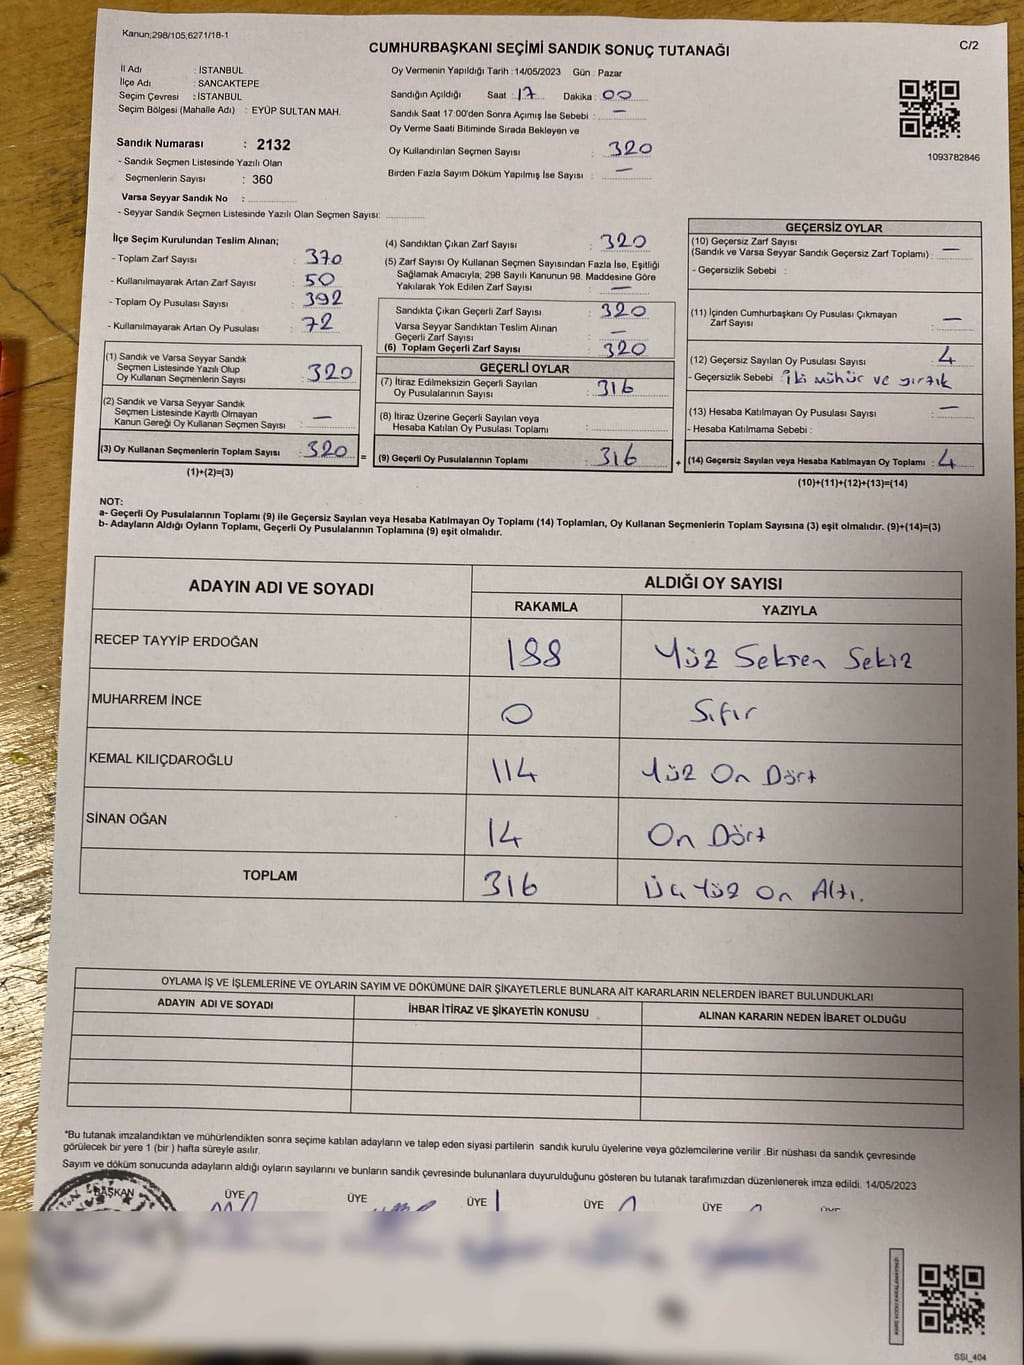 Kanun;298/105,6271/18-1
C/2
CUMHURBAŞKANI SEÇİMİ SANDIK SONUÇ TUTANAĞI
İl Adı : İSTANBUL
İlçe Adı : SANCAKTEPE
Seçim Çevresi : İSTANBUL
Seçim Bölgesi (Mahalle Adı) : EYÜP SULTAN MAH.
Sandık Numarası : 2132
- Sandık Seçmen Listesinde Yazılı Olan
Seçmenlerin Sayısı : 360
Varsa Seyyar Sandık No :
- Seyyar Sandık Seçmen Listesinde Yazılı Olan Seçmen Sayısı:
Oy Vermenin Yapıldığı Tarih :14/05/2023 Gün : Pazar
Sandığın Açıldığı Saat : 17 Dakika : 00
Sandık Saat 17:00'den Sonra Açımış İse Sebebi : —
Oy Verme Saati Bitiminde Sırada Bekleyen ve
Oy Kullandırılan Seçmen Sayısı : 320
Birden Fazla Sayım Döküm Yapılmış İse Sayısı : —
1093782846
İlçe Seçim Kurulundan Teslim Alınan;
- Toplam Zarf Sayısı : 370
- Kullanılmayarak Artan Zarf Sayısı : 50
- Toplam Oy Pusulası Sayısı : 392
- Kullanılmayarak Artan Oy Pusulası : 72
(1) Sandık ve Varsa Seyyar Sandık
Seçmen Listesinde Yazılı Olup
Oy Kullanan Seçmenlerin Sayısı : 320
(2) Sandık ve Varsa Seyyar Sandık
Seçmen Listesinde Kayıtlı Olmayan
Kanun Gereği Oy Kullanan Seçmen Sayısı : —
(3) Oy Kullanan Seçmenlerin Toplam Sayısı : 320
(1)+(2)=(3)
(4) Sandıktan Çıkan Zarf Sayısı : 320
(5) Zarf Sayısı Oy Kullanan Seçmen Sayısından Fazla İse, Eşitliği
Sağlamak Amacıyla; 298 Sayılı Kanunun 98. Maddesine Göre
Yakılarak Yok Edilen Zarf Sayısı : —
Sandıkta Çıkan Geçerli Zarf Sayısı : 320
Varsa Seyyar Sandıktan Teslim Alınan
Geçerli Zarf Sayısı : —
(6) Toplam Geçerli Zarf Sayısı : 320
GEÇERLİ OYLAR
(7) İtiraz Edilmeksizin Geçerli Sayılan
Oy Pusulalarının Sayısı : 316
(8) İtiraz Üzerine Geçerli Sayılan veya
Hesaba Katılan Oy Pusulası Toplamı :
= (9) Geçerli Oy Pusulalarının Toplamı : 316
GEÇERSİZ OYLAR
(10) Geçersiz Zarf Sayısı
(Sandık ve Varsa Seyyar Sandık Geçersiz Zarf Toplamı) : —
- Geçersizlik Sebebi :
(11) İçinden Cumhurbaşkanı Oy Pusulası Çıkmayan
Zarf Sayısı : —
(12) Geçersiz Sayılan Oy Pusulası Sayısı : 4
- Geçersizlik Sebebi : İki mühür ve yırtık
(13) Hesaba Katılmayan Oy Pusulası Sayısı : —
- Hesaba Katılmama Sebebi :
+ (14) Geçersiz Sayılan veya Hesaba Katılmayan Oy Toplamı : 4
(10)+(11)+(12)+(13)=(14)
NOT:
a- Geçerli Oy Pusulalarının Toplamı (9) ile Geçersiz Sayılan veya Hesaba Katılmayan Oy Toplamı (14) Toplamları, Oy Kullanan Seçmenlerin Toplam Sayısına (3) eşit olmalıdır. (9)+(14)=(3)
b- Adayların Aldığı Oyların Toplamı, Geçerli Oy Pusulalarının Toplamına (9) eşit olmalıdır.
ADAYIN ADI VE SOYADI
ALDIĞI OY SAYISI
RAKAMLA YAZIYLA
RECEP TAYYİP ERDOĞAN 188 Yüz Seksen Sekiz
MUHARREM İNCE 0 Sıfır
KEMAL KILIÇDAROĞLU 114 Yüz On Dört
SİNAN OĞAN 14 On Dört
TOPLAM 316 Üç Yüz On Altı.
OYLAMA İŞ VE İŞLEMLERİNE VE OYLARIN SAYIM VE DÖKÜMÜNE DAİR ŞİKAYETLERLE BUNLARA AİT KARARLARIN NELERDEN İBARET BULUNDUKLARI
ADAYIN ADI VE SOYADI İHBAR İTİRAZ VE ŞİKAYETİN KONUSU ALINAN KARARIN NEDEN İBARET OLDUĞU
*Bu tutanak imzalandıktan ve mühürlendikten sonra seçime katılan adayların ve talep eden siyasi partilerin sandık kurulu üyelerine veya gözlemcilerine verilir .Bir nüshası da sandık çevresinde
görülecek bir yere 1 (bir ) hafta süreyle asılır.
Sayım ve döküm sonucunda adayların aldığı oyların sayılarını ve bunların sandık çevresinde bulunanlara duyurulduğunu gösteren bu tutanak tarafımızdan düzenlenerek imza edildi. 14/05/2023
BAŞKAN ÜYE ÜYE ÜYE ÜYE ÜYE
SSI_404